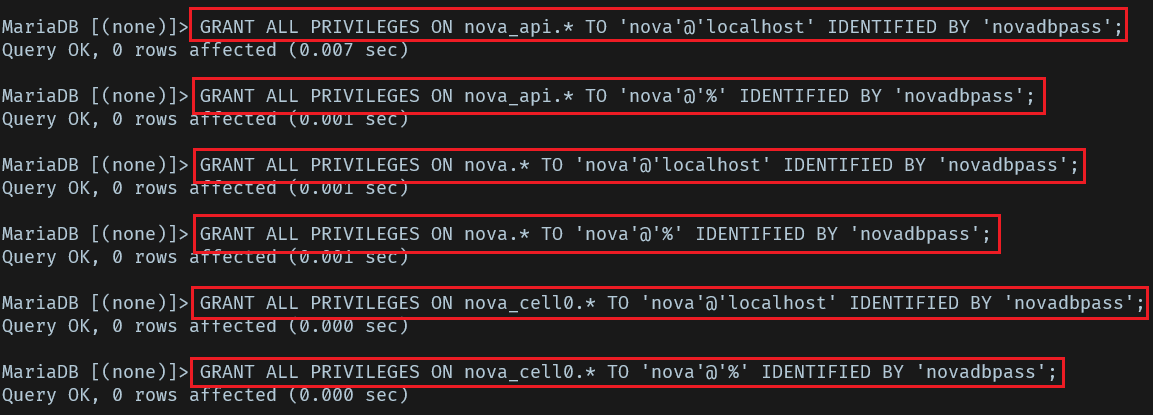 MariaDB [(none)]> GRANT ALL PRIVILEGES ON nova_api.* TO 'nova'@'localhost' IDENTIFIED BY 'novadbpass';
Query OK, 0 rows affected (0.007 sec)
MariaDB [(none)]> GRANT ALL PRIVILEGES ON nova_api.* TO 'nova'@'%' IDENTIFIED BY 'novadbpass';
Query OK, 0 rows affected (0.001 sec)
MariaDB [(none)]> GRANT ALL PRIVILEGES ON nova.* TO 'nova'@'localhost' IDENTIFIED BY 'novadbpass';
Query OK, 0 rows affected (0.001 sec)
MariaDB [(none)]> GRANT ALL PRIVILEGES ON nova.* TO 'nova'@'%' IDENTIFIED BY 'novadbpass';
Query OK, 0 rows affected (0.001 sec)
MariaDB [(none)]> GRANT ALL PRIVILEGES ON nova_cell0.* TO 'nova'@'localhost' IDENTIFIED BY 'novadbpass';
Query OK, 0 rows affected (0.000 sec)
MariaDB [(none)]> GRANT ALL PRIVILEGES ON nova_cell0.* TO 'nova'@'%' IDENTIFIED BY 'novadbpass';
Query OK, 0 rows affected (0.000 sec)